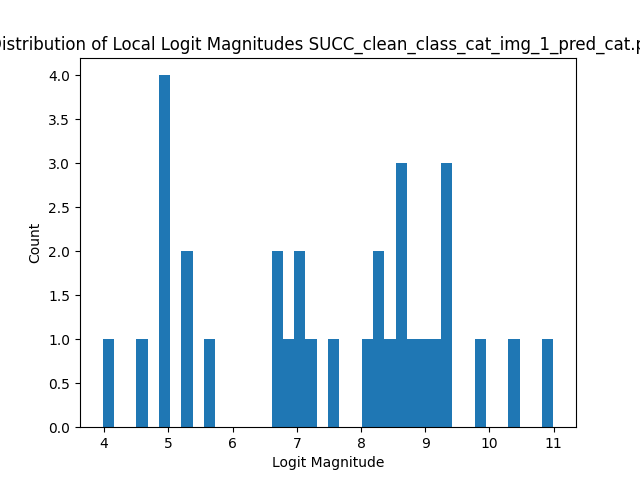 Distribution of Local Logit Magnitudes SUCC_clean_class_cat_img_1_pred_cat.p
4.0
3.5
3.0
2.5
2.0
1.5
1.0
0.5
0.0
Count
4 5 6 7 8 9 10 11
Logit Magnitude